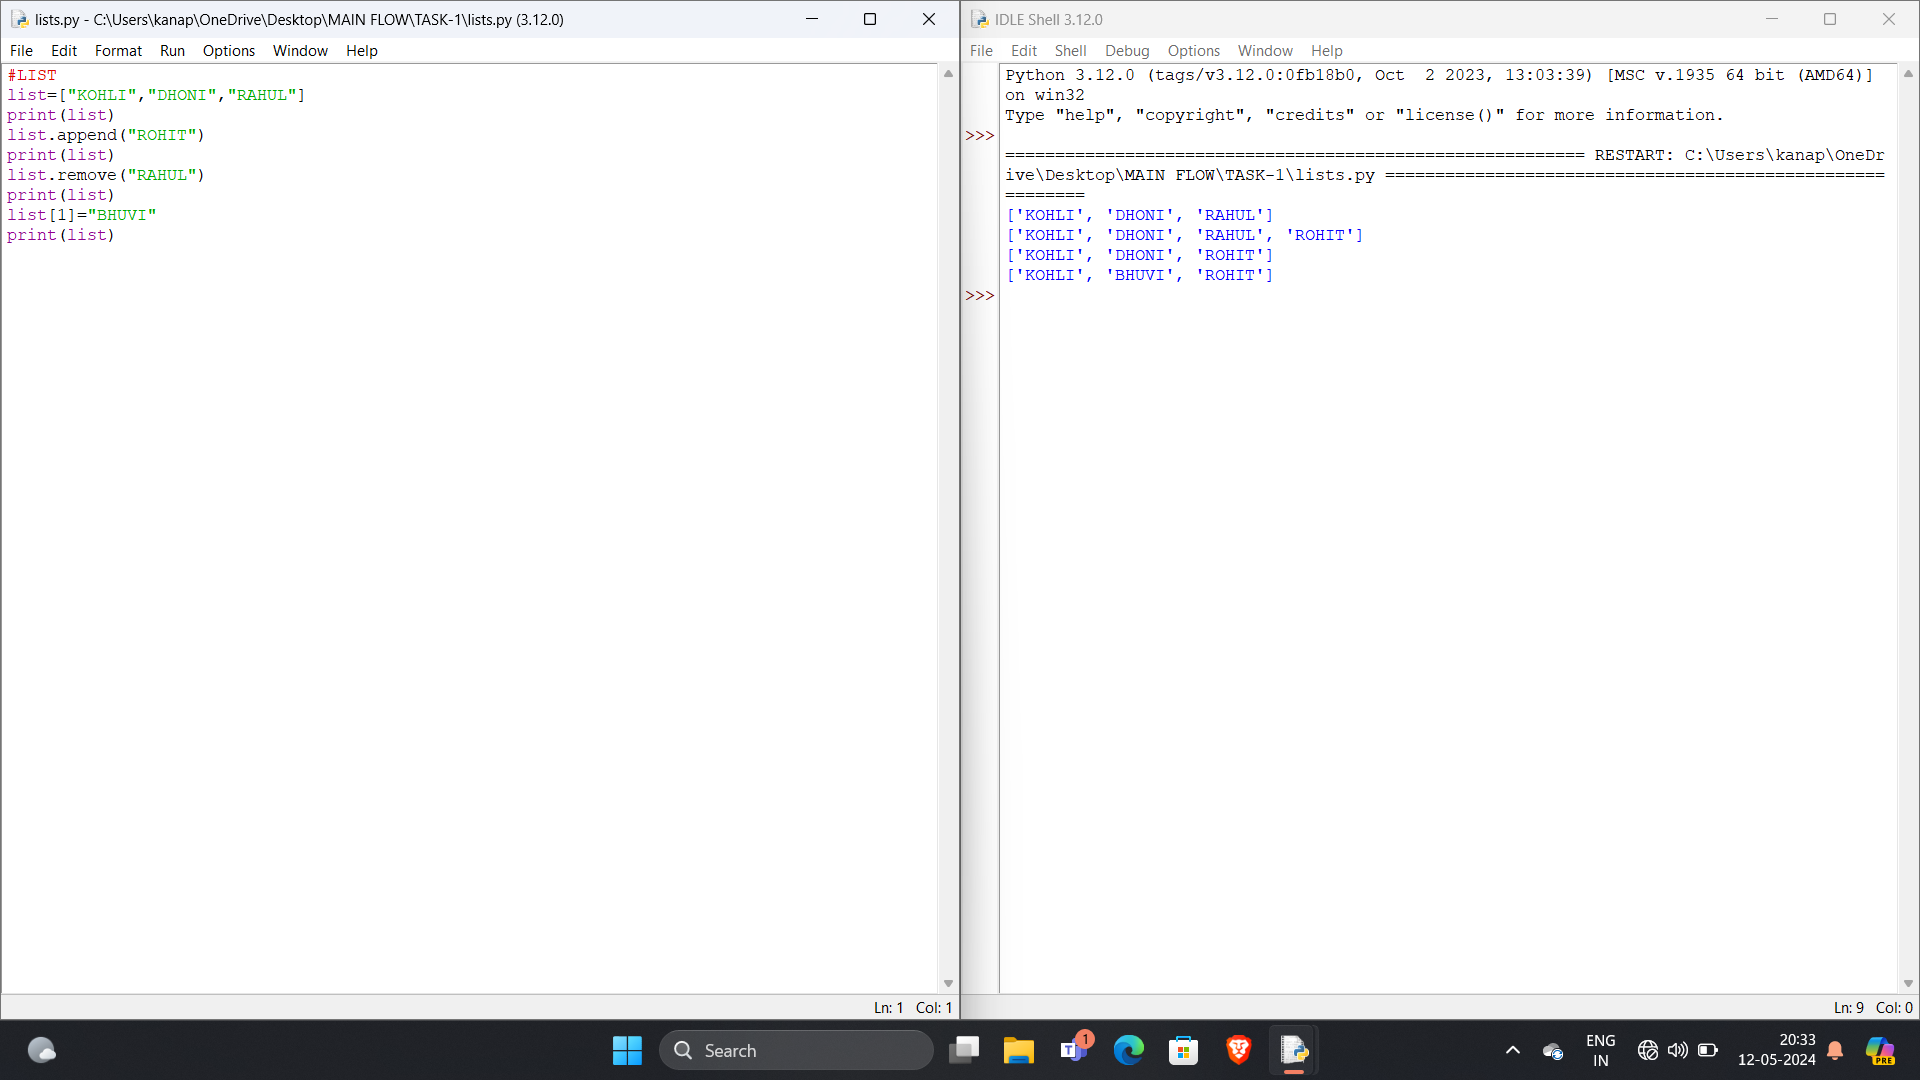 lists.py - C:\Users\kanap\OneDrive\Desktop\MAIN FLOW\TASK-1\lists.py (3.12.0)
File Edit Format Run Options Window Help
#LIST
list=["KOHLI","DHONI","RAHUL"]
print(list)
list.append("ROHIT")
print(list)
list.remove("RAHUL")
print(list)
list[1]="BHUVI"
print(list)
Ln: 1 Col: 1
IDLE Shell 3.12.0
File Edit Shell Debug Options Window Help
Python 3.12.0 (tags/v3.12.0:0fb18b0, Oct  2 2023, 13:03:39) [MSC v.1935 64 bit (AMD64)]
on win32
Type "help", "copyright", "credits" or "license()" for more information.
>>>
========================================================== RESTART: C:\Users\kanap\OneDr
ive\Desktop\MAIN FLOW\TASK-1\lists.py ==================================================
========
['KOHLI', 'DHONI', 'RAHUL']
['KOHLI', 'DHONI', 'RAHUL', 'ROHIT']
['KOHLI', 'DHONI', 'ROHIT']
['KOHLI', 'BHUVI', 'ROHIT']
>>>
Ln: 9 Col: 0
Search
T
1
ENG
IN
20:33
12-05-2024
PRE